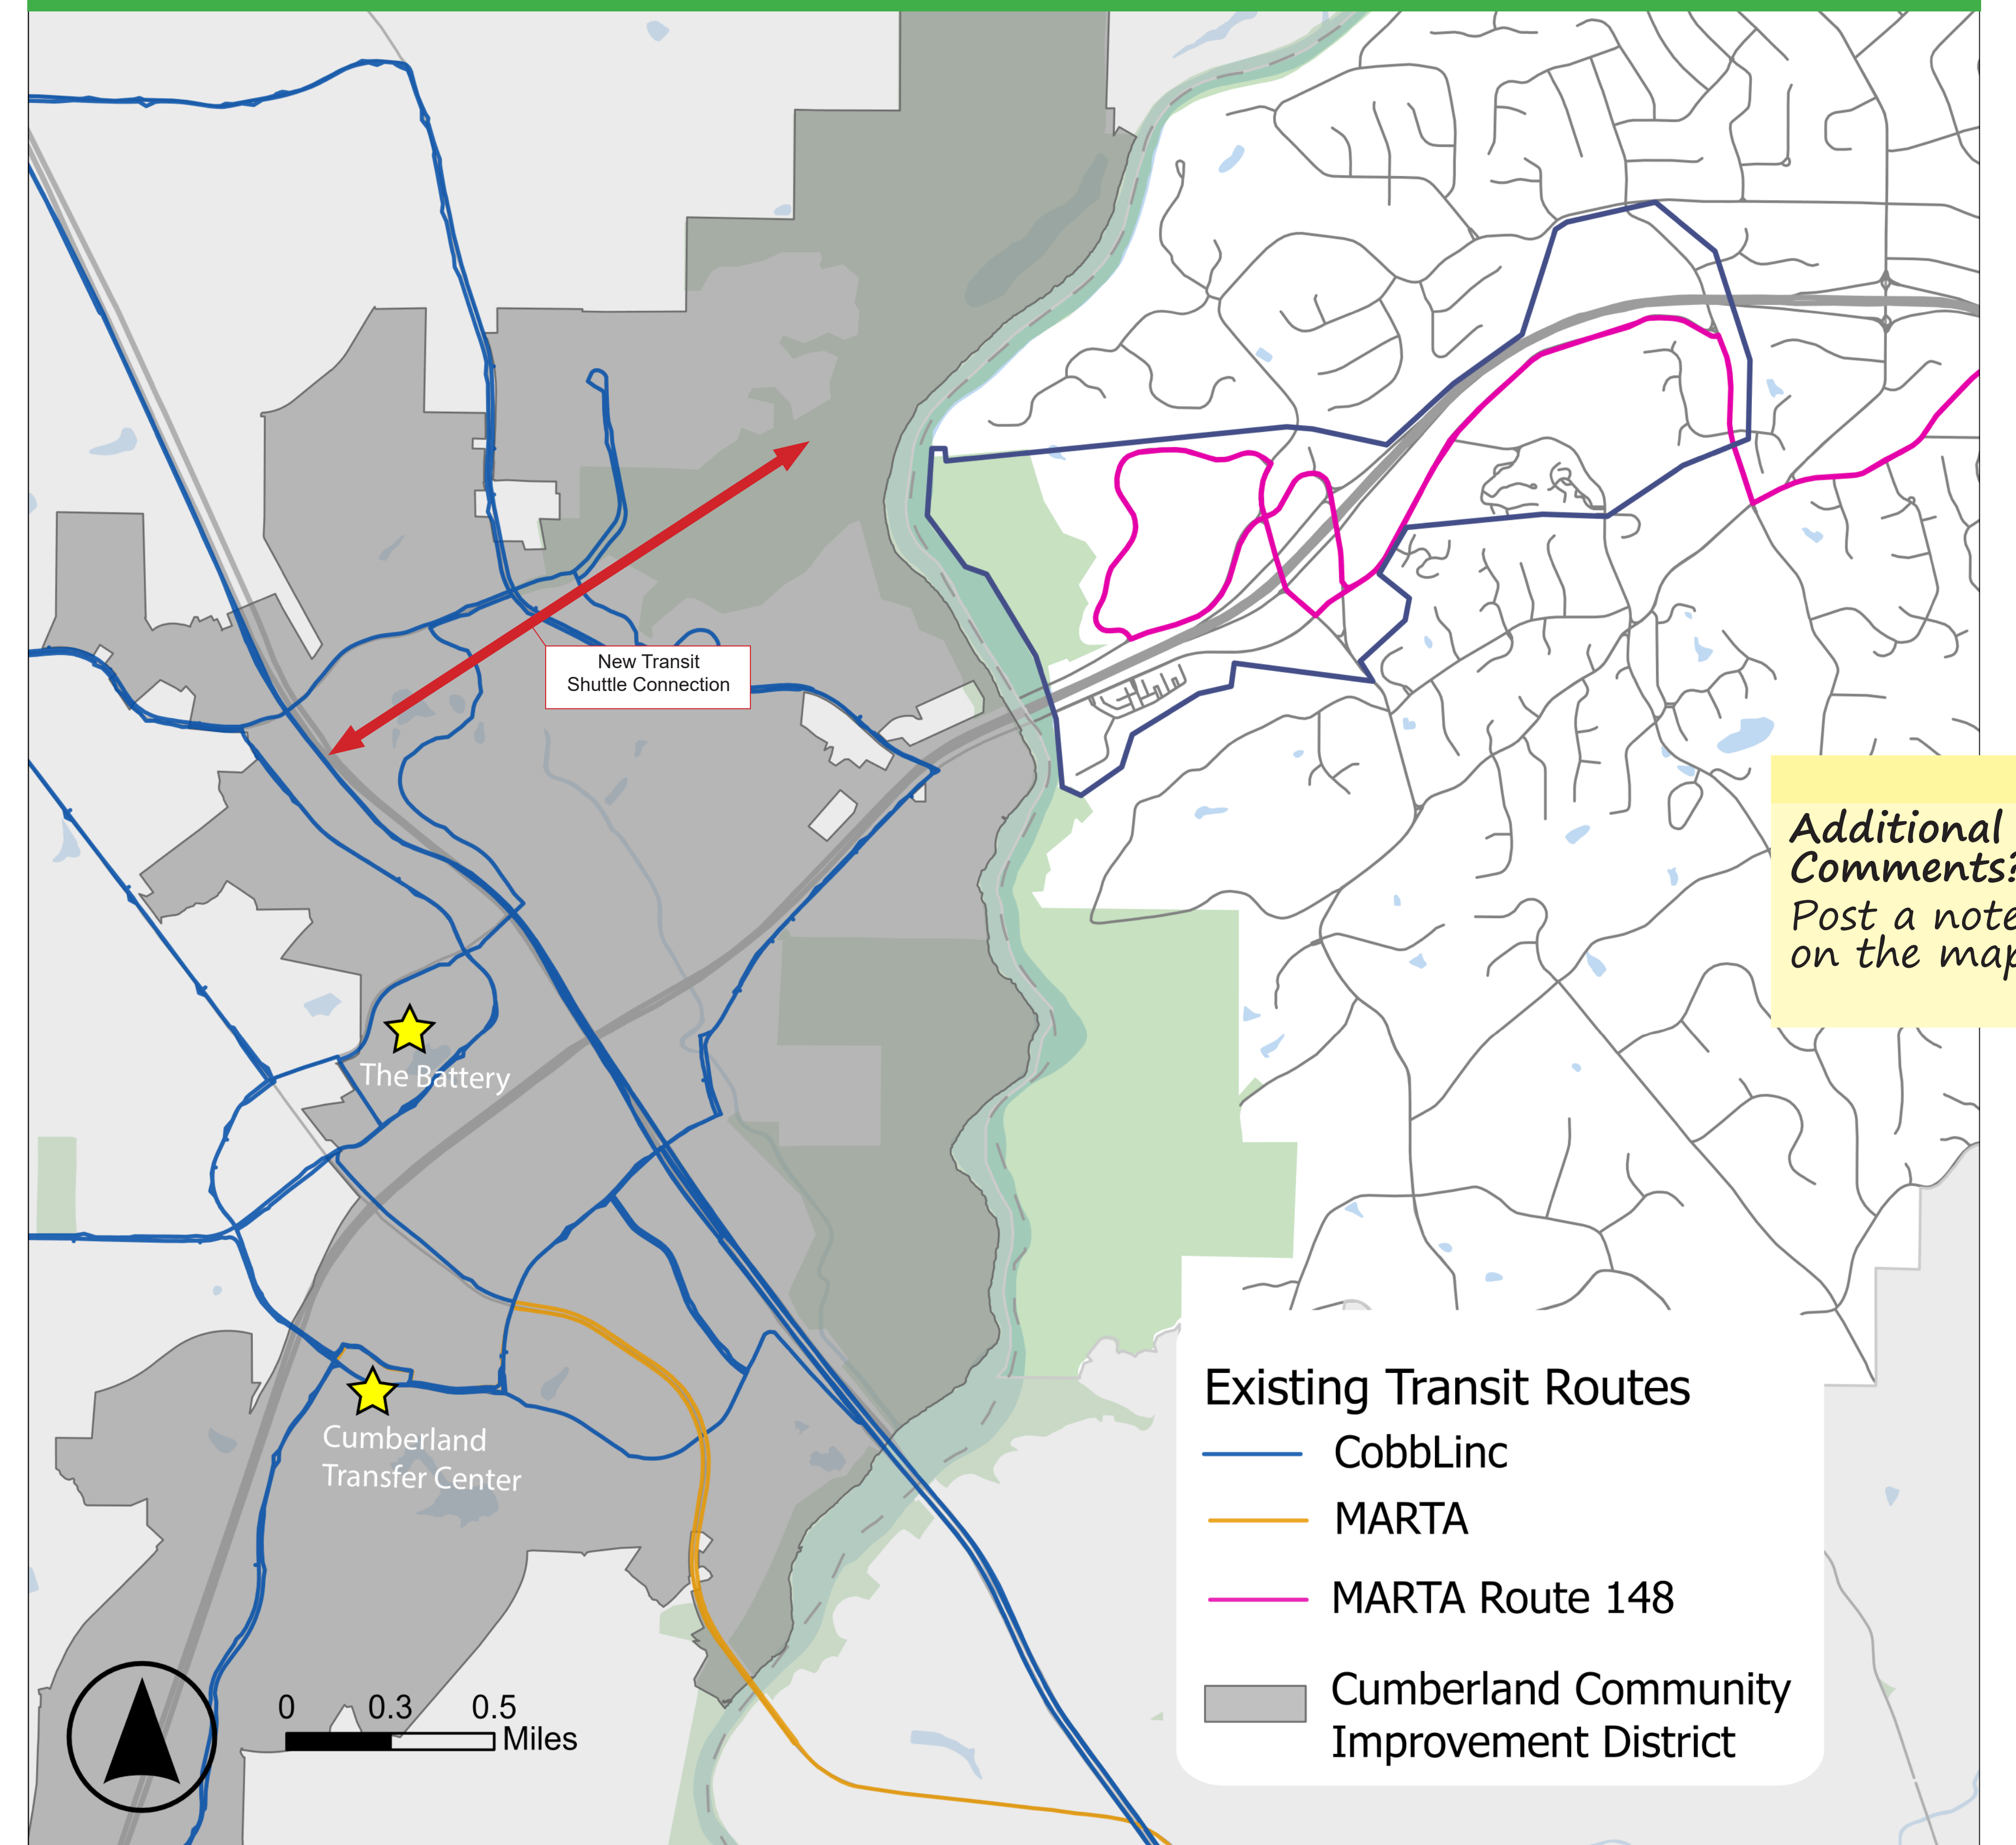 New Transit
Shuttle Connection
Additional
Comments?
Post a note
on the map
The Battery
Cumberland
Transfer Center
Existing Transit Routes
CobbLinc
MARTA
MARTA Route 148
Cumberland Community
Improvement District
0 0.3 0.5
Miles